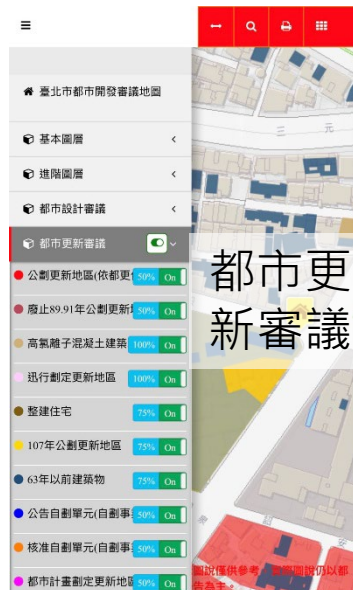 臺北市都市開發審議地圖
基本圖層
進階圖層
都市設計審議
都市更新審議
公劃更新地區(依都更 50% On
廢止89.91年公劃更新 50% On
高氯離子混凝土建築 100% On
迅行劃定更新地區 100% On
整建住宅 75% On
107年公劃更新地區 75% On
63年以前建築物 75% On
公告自劃單元(自劃事 50% On
核准自劃單元(自劃事 50% On
都市計畫劃定更新地區 50% On
三 元
都市更
新審議
圖說僅供參考,
圖說仍以都
告為主。